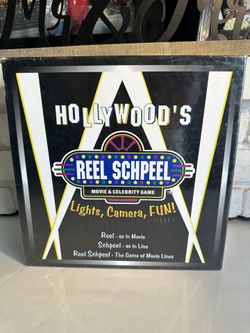 HOLLYWOOD'S
REEL SCHPEEL
MOVIE & CELEBRITY GAME
Lights, Camera, FUN!
Reel - as in Movie
Schpeel - as in Line
Reel Schpeel - The Game of Movie Lines